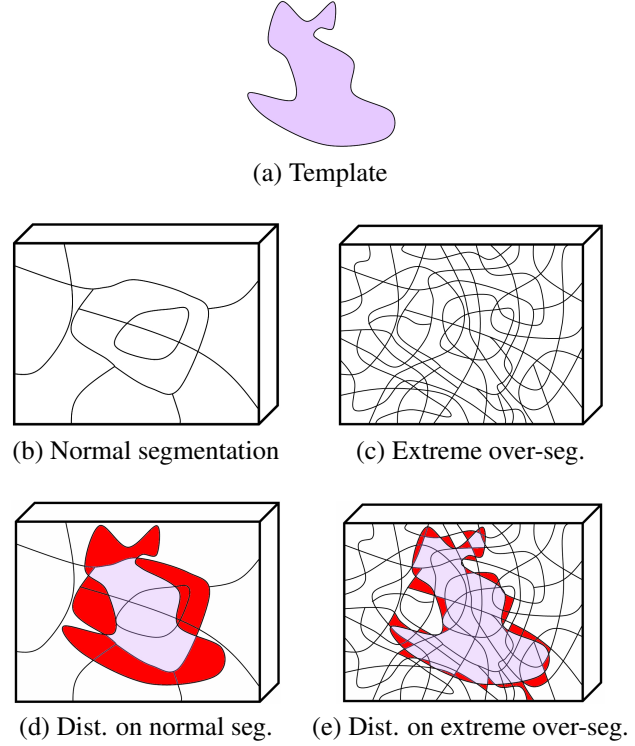 (a) Template
(b) Normal segmentation
(c) Extreme over-seg.
(d) Dist. on normal seg.
(e) Dist. on extreme over-seg.